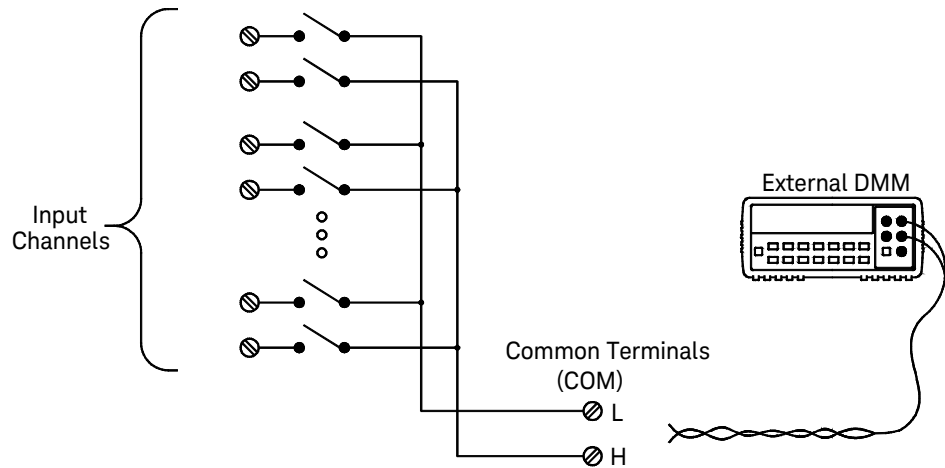 External DMM
Input
Channels
Common Terminals
(COM)
L
H